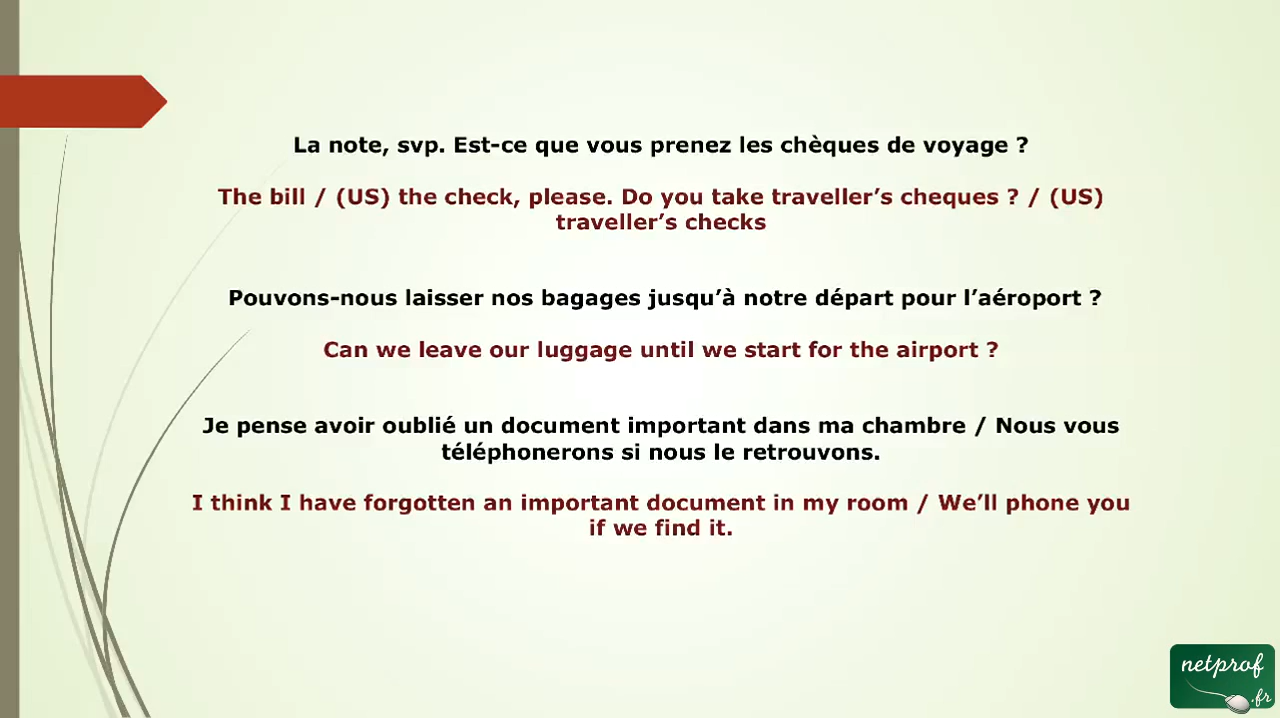 La note, svp. Est-ce que vous prenez les chèques de voyage ?
The bill / (US) the check, please. Do you take traveller’s cheques ? / (US)
traveller’s checks
Pouvons-nous laisser nos bagages jusqu’à notre départ pour l’aéroport ?
Can we leave our luggage until we start for the airport ?
Je pense avoir oublié un document important dans ma chambre / Nous vous
téléphonerons si nous le retrouvons.
I think I have forgotten an important document in my room / We’ll phone you
if we find it.
netprof
.fr